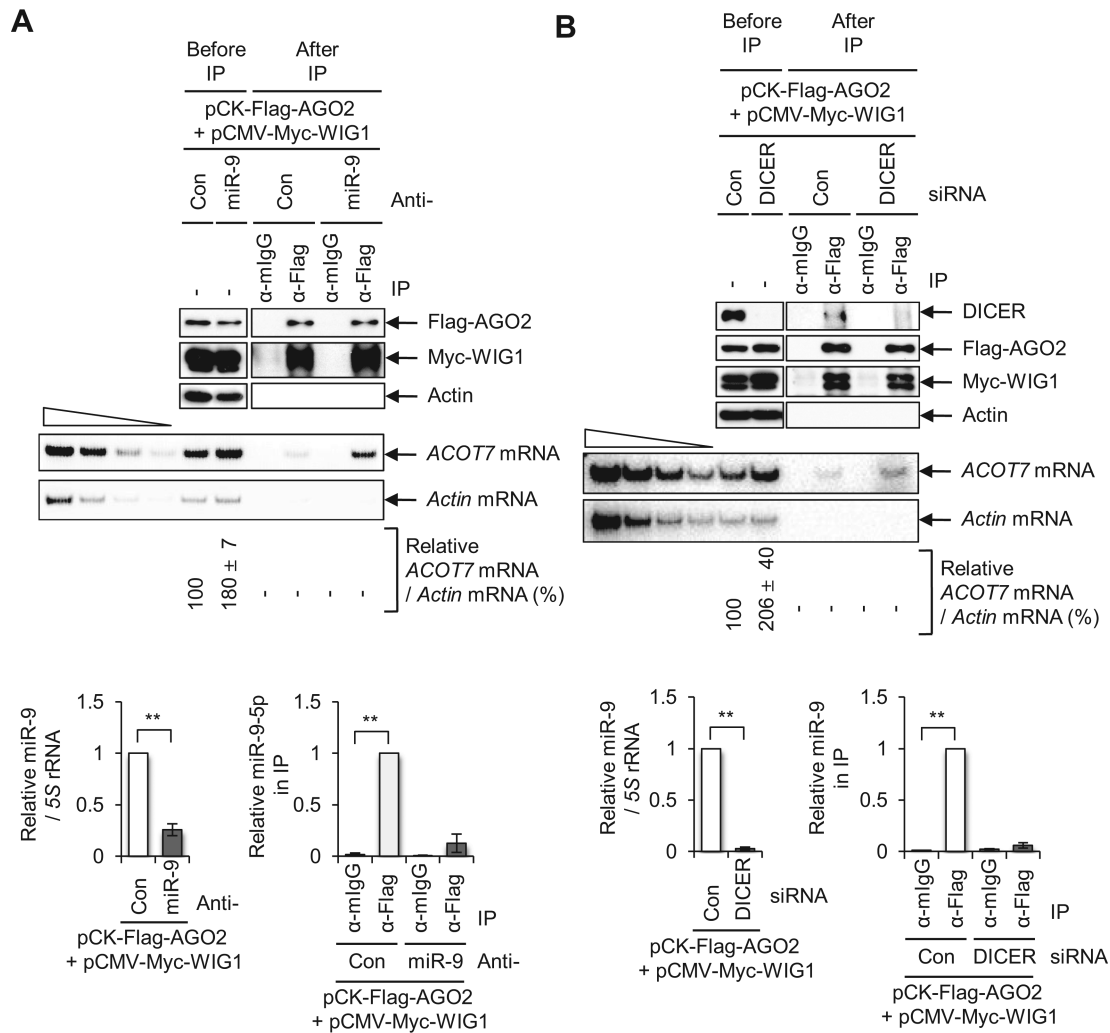 A
Before
IP
After
IP
pCK-Flag-AGO2
+ pCMV-Myc-WIG1
Con
miR-9
Con
miR-9
Anti-
-
-
α-mIgG
α-Flag
α-mIgG
α-Flag
IP
Flag-AGO2
Myc-WIG1
Actin
ACOT7 mRNA
Actin mRNA
100
180 ± 7
-
-
-
-
Relative
ACOT7 mRNA
/ Actin mRNA (%)
Relative miR-9
/ 5S rRNA
1.5
1
0.5
0
**
Con
miR-9
Anti-
pCK-Flag-AGO2
+ pCMV-Myc-WIG1
Relative miR-9-5p
in IP
1.5
1
0.5
0
**
α-mIgG
α-Flag
α-mIgG
α-Flag
IP
Con
miR-9
Anti-
pCK-Flag-AGO2
+ pCMV-Myc-WIG1
B
Before
IP
After
IP
pCK-Flag-AGO2
+ pCMV-Myc-WIG1
Con
DICER
Con
DICER
siRNA
-
-
α-mIgG
α-Flag
α-mIgG
α-Flag
IP
DICER
Flag-AGO2
Myc-WIG1
Actin
ACOT7 mRNA
Actin mRNA
100
206 ± 40
-
-
-
-
Relative
ACOT7 mRNA
/ Actin mRNA (%)
Relative miR-9
/ 5S rRNA
1.5
1
0.5
0
**
Con
DICER
siRNA
pCK-Flag-AGO2
+ pCMV-Myc-WIG1
Relative miR-9
in IP
1.5
1
0.5
0
**
α-mIgG
α-Flag
α-mIgG
α-Flag
IP
Con
DICER
siRNA
pCK-Flag-AGO2
+ pCMV-Myc-WIG1